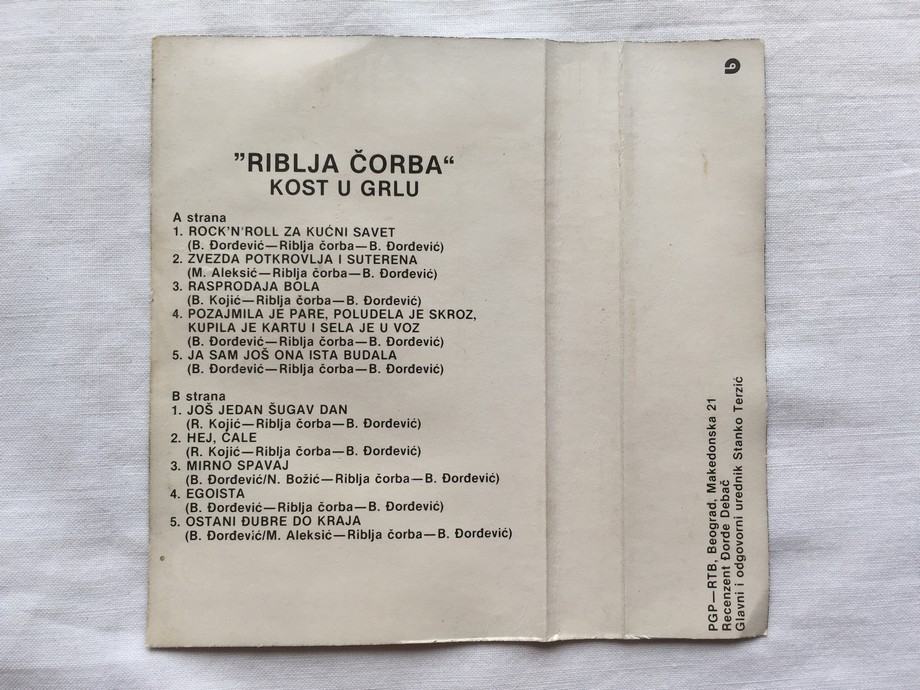 "RIBLJA ČORBA"
KOST U GRLU
A strana
1. ROCK'N'ROLL ZA KUĆNI SAVET
(B. Đorđević—Riblja čorba—B. Đorđević)
2. ZVEZDA POTKROVLJA I SUTERENA
(M. Aleksić—Riblja čorba—B. Đorđević)
3. RASPRODAJA BOLA
(B. Kojić—Riblja čorba—B. Đorđević)
4. POZAJMILA JE PARE, POLUDELA JE SKROZ,
KUPILA JE KARTU I SELA JE U VOZ
(B. Đorđević—Riblja čorba—B. Đorđević)
5. JA SAM JOŠ ONA ISTA BUDALA
(B. Đorđević—Riblja čorba—B. Đorđević)
B strana
1. JOŠ JEDAN ŠUGAV DAN
(R. Kojić—Riblja čorba—B. Đorđević)
2. HEJ, ĆALE
(R. Kojić—Riblja čorba—B. Đorđević)
3. MIRNO SPAVAJ
(B. Đorđević/N. Božić—Riblja čorba—B. Đorđević)
4. EGOISTA
(B. Đorđević—Riblja čorba—B. Đorđević)
5. OSTANI ĐUBRE DO KRAJA
(B. Đorđević/M. Aleksić—Riblja čorba—B. Đorđević)
PGP—RTB, Beograd, Makedonska 21
Recenzent Đorđe Debač
Glavni i odgovorni urednik Stanko Terzić